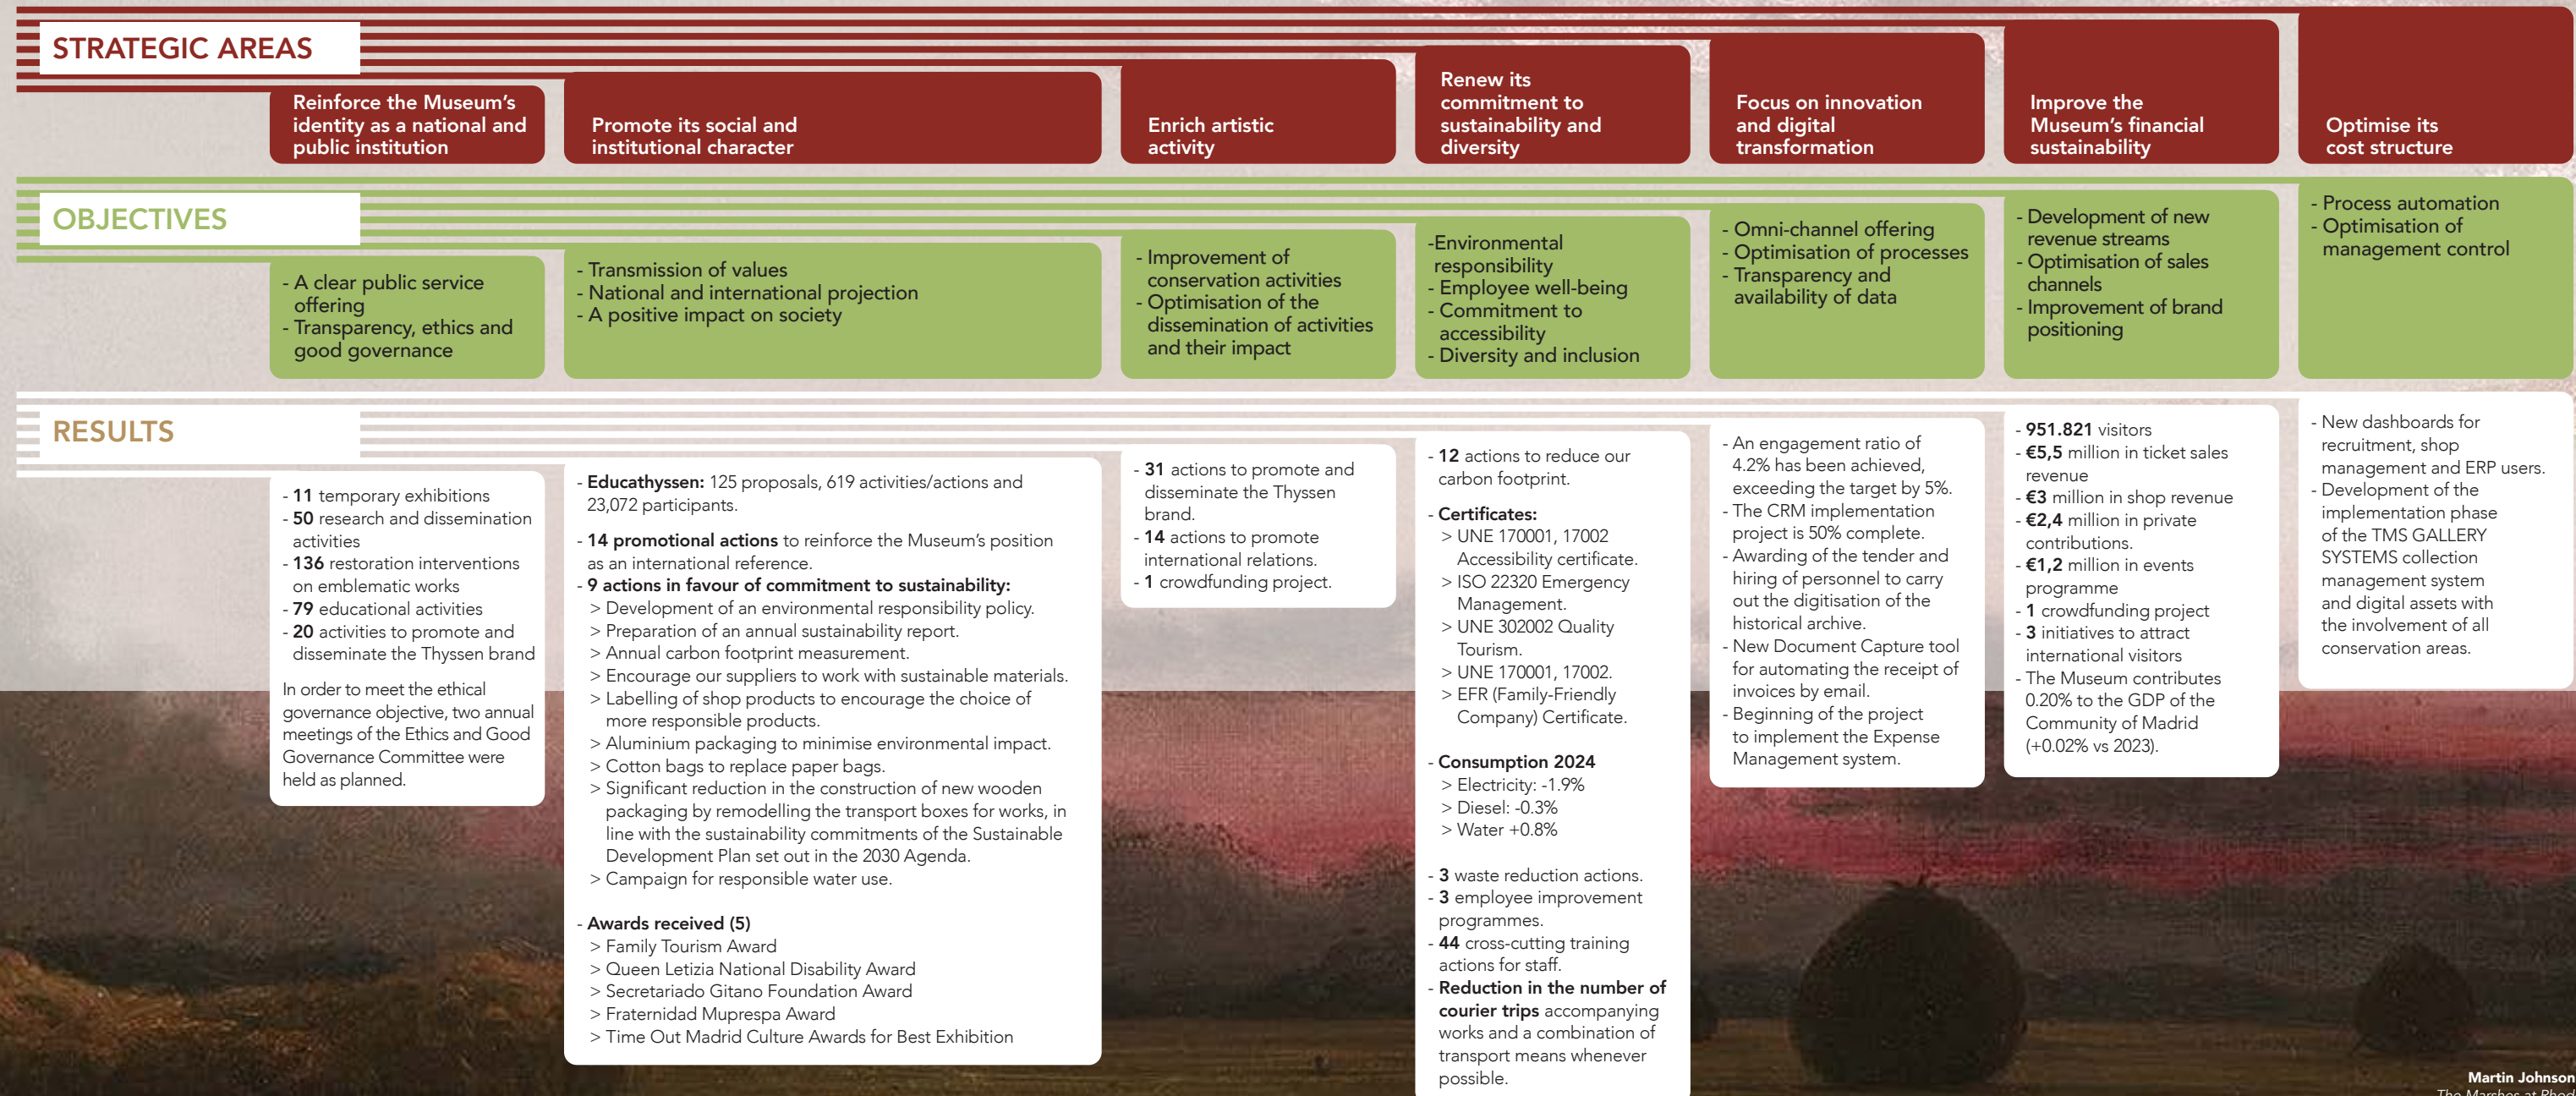 STRATEGIC AREAS
Reinforce the Museum's
identity as a national and
public institution
Promote its social and
institutional character
Enrich artistic
activity
Renew its
commitment to
sustainability and
diversity
Focus on innovation
and digital
transformation
Improve the
Museum's financial
sustainability
Optimise its
cost structure
OBJECTIVES
- A clear public service
offering
- Transparency, ethics and
good governance
- Transmission of values
- National and international projection
- A positive impact on society
- Improvement of
conservation activities
- Optimisation of the
dissemination of activities
and their impact
-Environmental
responsibility
- Employee well-being
- Commitment to
accessibility
- Diversity and inclusion
- Omni-channel offering
- Optimisation of processes
- Transparency and
availability of data
- Development of new
revenue streams
- Optimisation of sales
channels
- Improvement of brand
positioning
- Process automation
- Optimisation of
management control
RESULTS
- 11 temporary exhibitions
- 50 research and dissemination
activities
- 136 restoration interventions
on emblematic works
- 79 educational activities
- 20 activities to promote and
disseminate the Thyssen brand
In order to meet the ethical
governance objective, two annual
meetings of the Ethics and Good
Governance Committee were
held as planned.
- Educathyssen: 125 proposals, 619 activities/actions and
23,072 participants.
- 14 promotional actions to reinforce the Museum's position
as an international reference.
- 9 actions in favour of commitment to sustainability:
> Development of an environmental responsibility policy.
> Preparation of an annual sustainability report.
> Annual carbon footprint measurement.
> Encourage our suppliers to work with sustainable materials.
> Labelling of shop products to encourage the choice of
more responsible products.
> Aluminium packaging to minimise environmental impact.
> Cotton bags to replace paper bags.
> Significant reduction in the construction of new wooden
packaging by remodelling the transport boxes for works, in
line with the sustainability commitments of the Sustainable
Development Plan set out in the 2030 Agenda.
> Campaign for responsible water use.
- Awards received (5)
> Family Tourism Award
> Queen Letizia National Disability Award
> Secretariado Gitano Foundation Award
> Fraternidad Muprespa Award
> Time Out Madrid Culture Awards for Best Exhibition
- 31 actions to promote and
disseminate the Thyssen
brand.
- 14 actions to promote
international relations.
- 1 crowdfunding project.
- 12 actions to reduce our
carbon footprint.
- Certificates:
> UNE 170001, 17002
Accessibility certificate.
> ISO 22320 Emergency
Management.
> UNE 302002 Quality
Tourism.
> UNE 170001, 17002.
> EFR (Family-Friendly
Company) Certificate.
- Consumption 2024
> Electricity: -1.9%
> Diesel: -0.3%
> Water +0.8%
- 3 waste reduction actions.
- 3 employee improvement
programmes.
- 44 cross-cutting training
actions for staff.
- Reduction in the number of
courier trips accompanying
works and a combination of
transport means whenever
possible.
- An engagement ratio of
4.2% has been achieved,
exceeding the target by 5%.
- The CRM implementation
project is 50% complete.
- Awarding of the tender and
hiring of personnel to carry
out the digitisation of the
historical archive.
- New Document Capture tool
for automating the receipt of
invoices by email.
- Beginning of the project
to implement the Expense
Management system.
- 951.821 visitors
- €5,5 million in ticket sales
revenue
- €3 million in shop revenue
- €2,4 million in private
contributions.
- €1,2 million in events
programme
- 1 crowdfunding project
- 3 initiatives to attract
international visitors
- The Museum contributes
0.20% to the GDP of the
Community of Madrid
(+0.02% vs 2023).
- New dashboards for
recruitment, shop
management and ERP users.
- Development of the
implementation phase
of the TMS GALLERY
SYSTEMS collection
management system
and digital assets with
the involvement of all
conservation areas.
Martin Johnson
The Marshes at